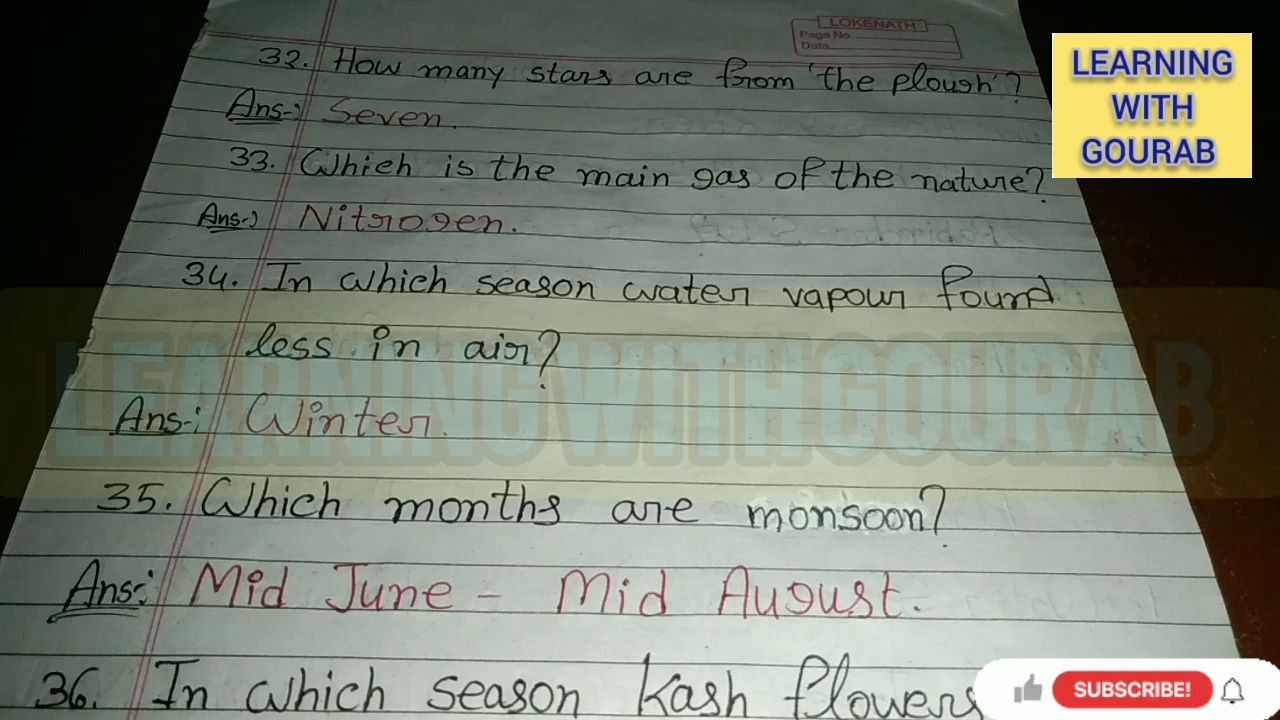 LOKENATH
Page No.
Date
LEARNING
WITH
GOURAB
32. How many stars are from 'the plough'?
Ans:- Seven.
33. Which is the main gas of the nature?
Ans:- Nitrogen.
34. In which season water vapour found
less in air?
Ans:- Winter.
35. Which months are monsoon?
Ans:- Mid June - Mid August.
36. In which season Kash flowers
LEARNINGWITHGOURAB
SUBSCRIBE!